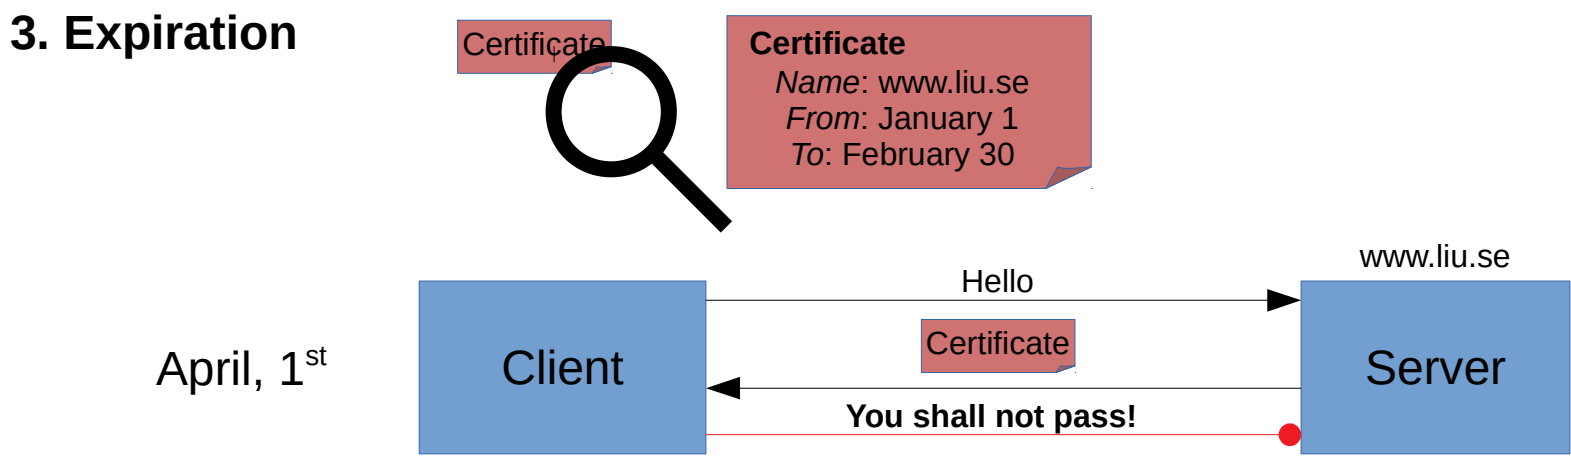 3. Expiration
Certificate
Certificate
Name: www.liu.se
From: January 1
To: February 30
www.liu.se
Hello
Certificate
April, 1st
Client
Server
You shall not pass!